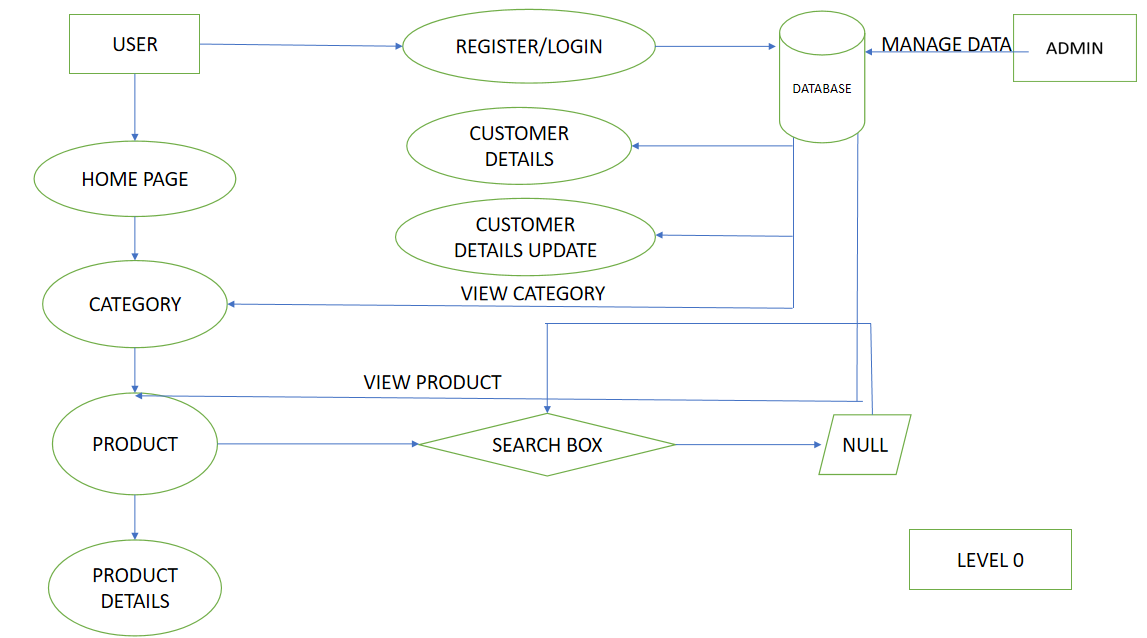 USER
REGISTER/LOGIN
MANAGE DATA
ADMIN
DATABASE
CUSTOMER
DETAILS
HOME PAGE
CUSTOMER
DETAILS UPDATE
VIEW CATEGORY
CATEGORY
VIEW PRODUCT
PRODUCT
SEARCH BOX
NULL
LEVEL 0
PRODUCT
DETAILS